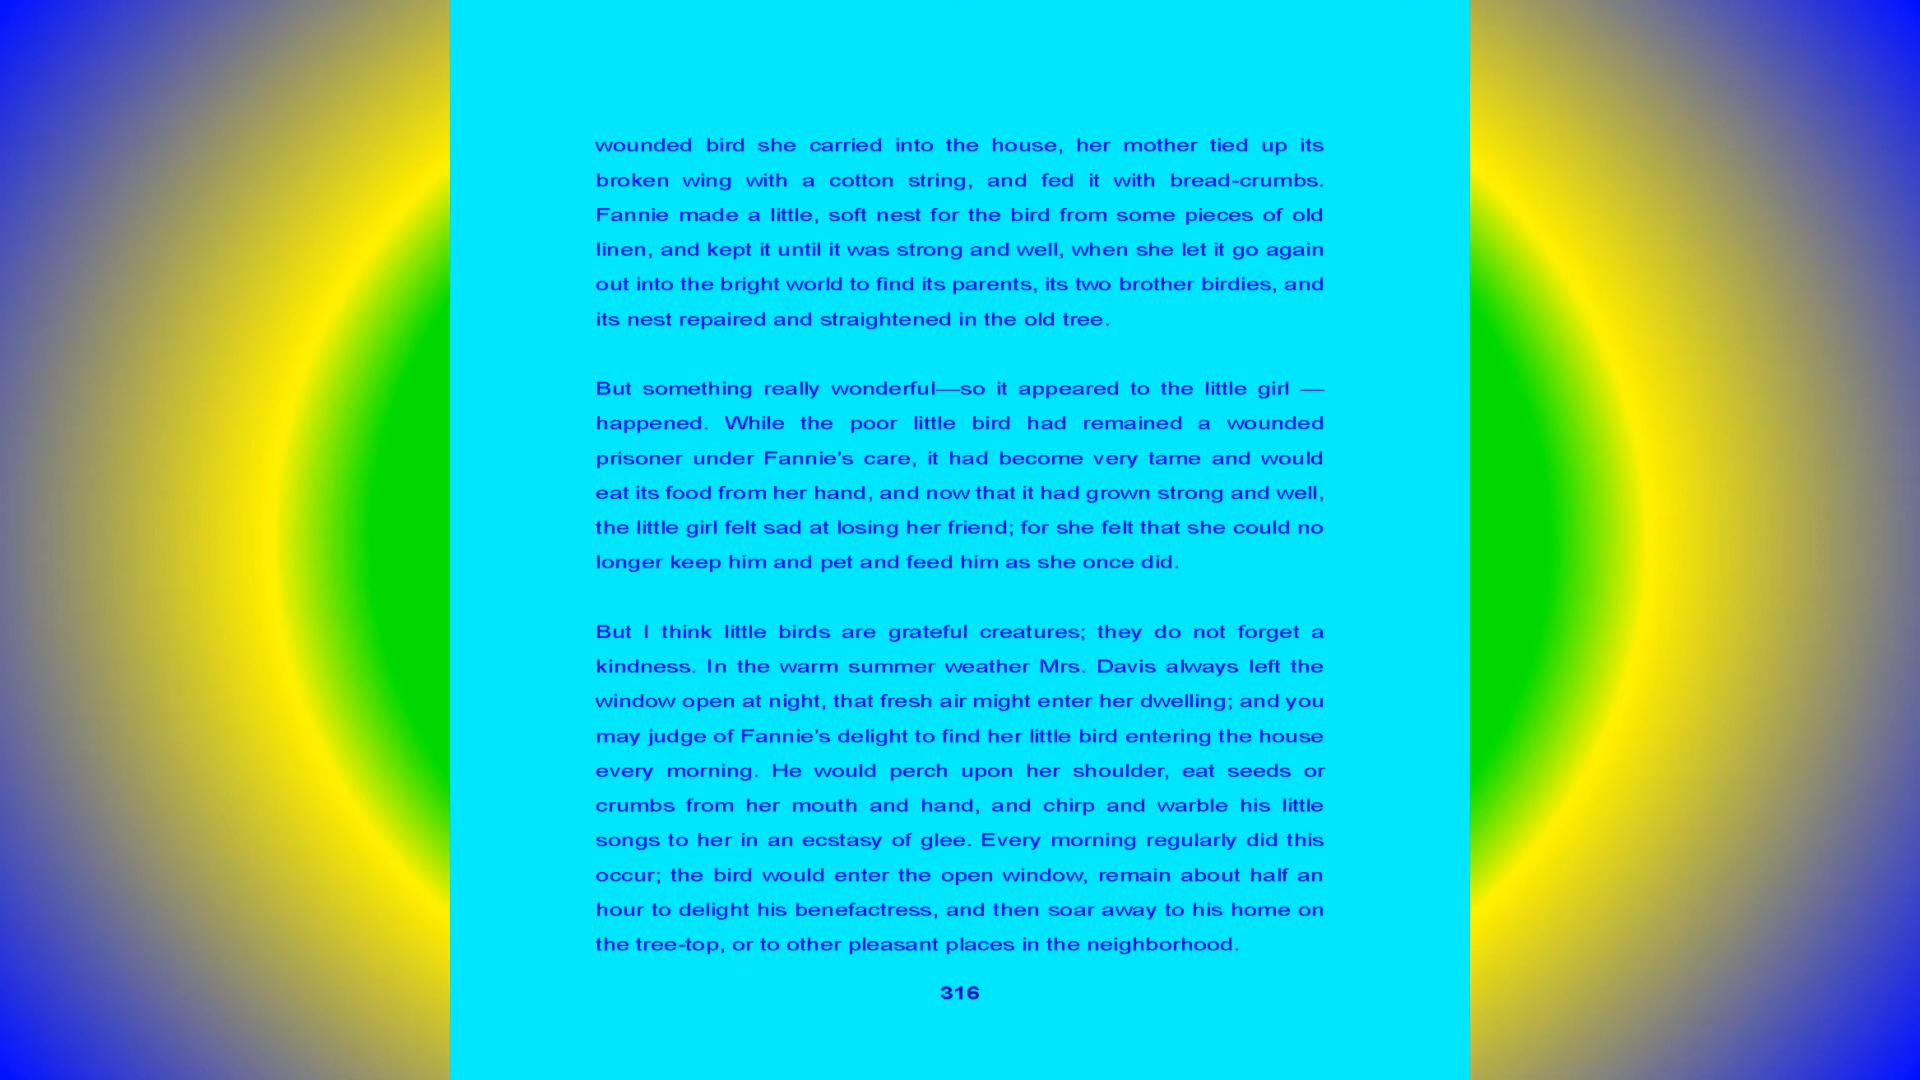 wounded bird she carried into the house, her mother tied up its
broken wing with a cotton string, and fed it with bread-crumbs.
Fannie made a little, soft nest for the bird from some pieces of old
linen, and kept it until it was strong and well, when she let it go again
out into the bright world to find its parents, its two brother birdies, and
its nest repaired and straightened in the old tree.
But something really wonderful—so it appeared to the little girl —
happened. While the poor little bird had remained a wounded
prisoner under Fannie’s care, it had become very tame and would
eat its food from her hand, and now that it had grown strong and well,
the little girl felt sad at losing her friend; for she felt that she could no
longer keep him and pet and feed him as she once did.
But I think little birds are grateful creatures; they do not forget a
kindness. In the warm summer weather Mrs. Davis always left the
window open at night, that fresh air might enter her dwelling; and you
may judge of Fannie’s delight to find her little bird entering the house
every morning. He would perch upon her shoulder, eat seeds or
crumbs from her mouth and hand, and chirp and warble his little
songs to her in an ecstasy of glee. Every morning regularly did this
occur; the bird would enter the open window, remain about half an
hour to delight his benefactress, and then soar away to his home on
the tree-top, or to other pleasant places in the neighborhood.
316